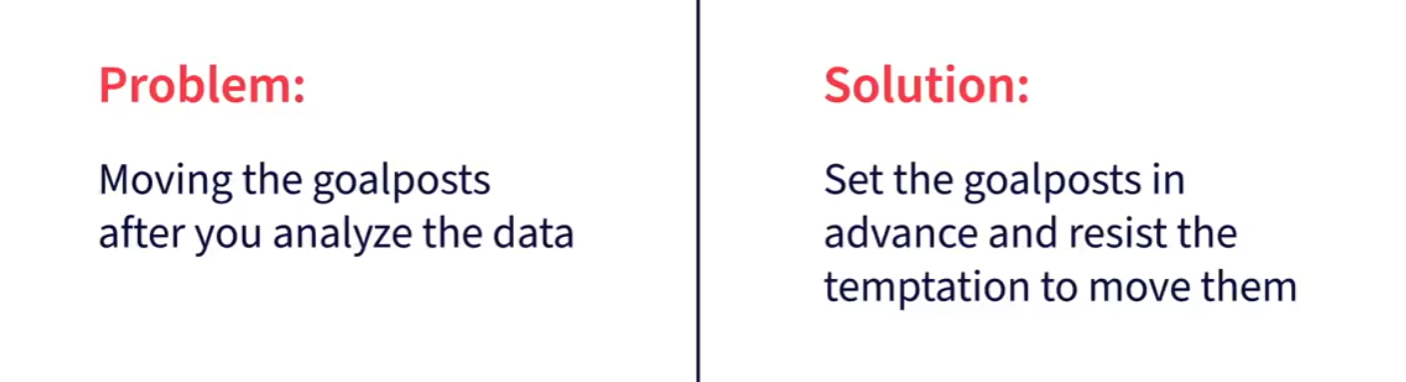 Problem:
Moving the goalposts
after you analyze the data
Solution:
Set the goalposts in
advance and resist the
temptation to move them